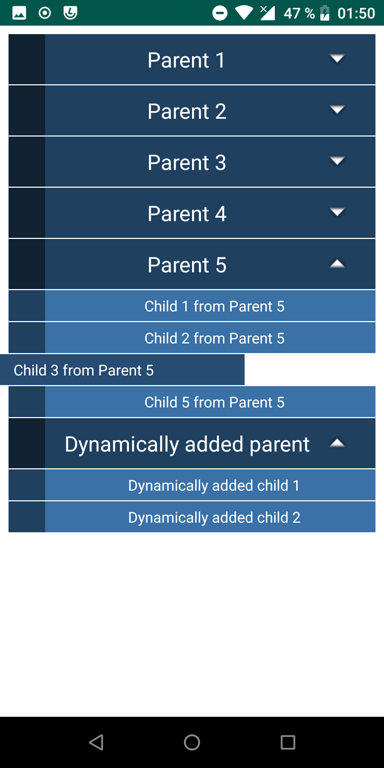 47 % 01:50
Parent 1
Parent 2
Parent 3
Parent 4
Parent 5
Child 1 from Parent 5
Child 2 from Parent 5
Child 3 from Parent 5
Child 5 from Parent 5
Dynamically added parent
Dynamically added child 1
Dynamically added child 2